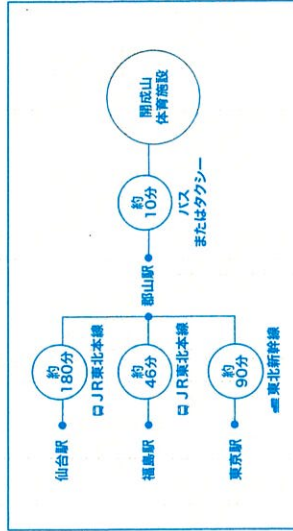 仙台駅
約
180分
JR東北本線
福島駅
約
46分
JR東北本線
東京駅
約
90分
東北新幹線
郡山駅
約
10分
バス
またはタクシー
開成山
体育施設